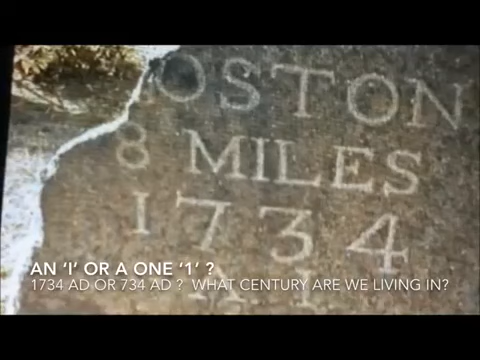 OSTON
8 MILES
1734
A I
AN ‘I’ OR A ONE ‘1’ ?
1734 AD OR 734 AD ? WHAT CENTURY ARE WE LIVING IN?